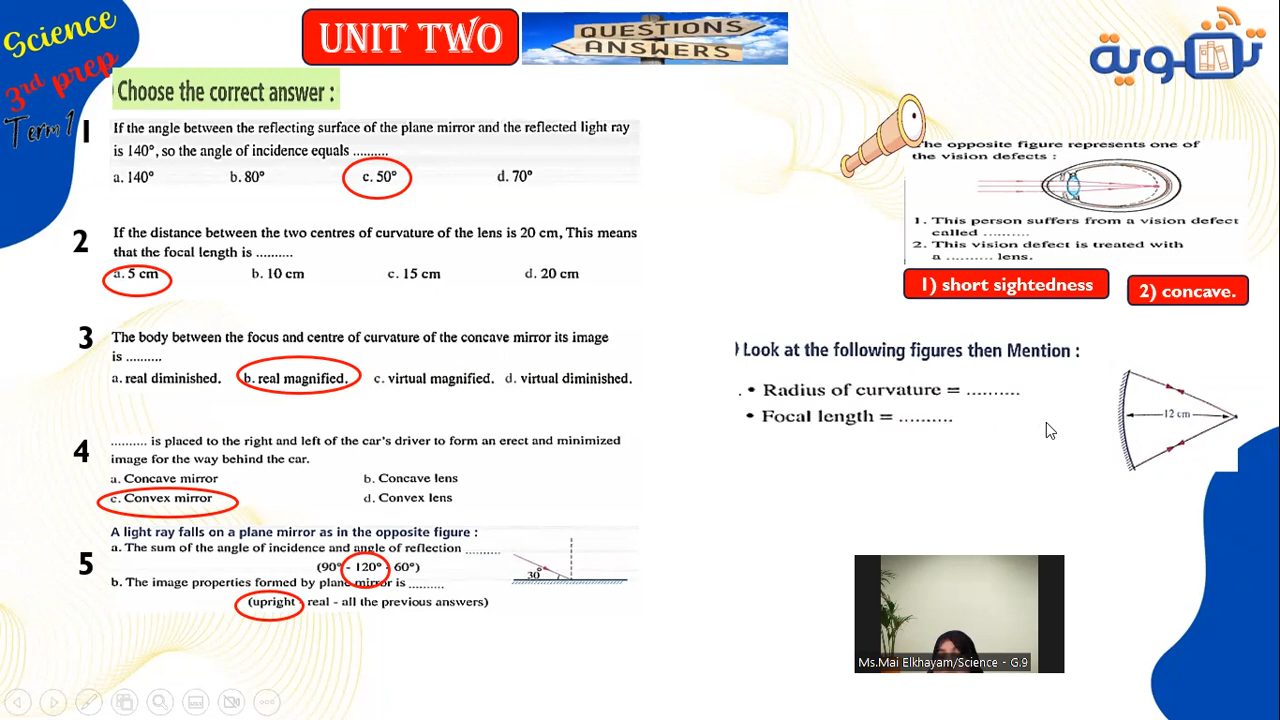 Science
3rd prep
Term 1
UNIT TWO
QUESTIONS
ANSWERS
تفوية
Choose the correct answer :
1
If the angle between the reflecting surface of the plane mirror and the reflected light ray
is 140°, so the angle of incidence equals ..........
a. 140° b. 80° c. 50° d. 70°
2
If the distance between the two centres of curvature of the lens is 20 cm, This means
that the focal length is ..........
a. 5 cm b. 10 cm c. 15 cm d. 20 cm
3
The body between the focus and centre of curvature of the concave mirror its image
is ..........
a. real diminished. b. real magnified. c. virtual magnified. d. virtual diminished.
4
.......... is placed to the right and left of the car's driver to form an erect and minimized
image for the way behind the car.
a. Concave mirror b. Concave lens
c. Convex mirror d. Convex lens
5
A light ray falls on a plane mirror as in the opposite figure :
a. The sum of the angle of incidence and angle of reflection ..........
(90° - 120° - 60°)
b. The image properties formed by plane mirror is ..........
(upright - real - all the previous answers)
30°
The opposite figure represents one of
the vision defects :
1. This person suffers from a vision defect
called ..........
2. This vision defect is treated with
a .......... lens.
1) short sightedness
2) concave.
) Look at the following figures then Mention :
. • Radius of curvature = ..........
• Focal length = ..........
12 cm
Ms.Mai Elkhayam/Science - G.9